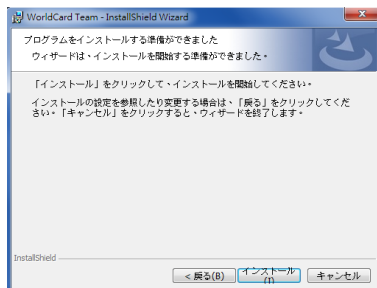 WorldCard Team - InstallShield Wizard
プログラムをインストールする準備ができました
ウィザードは、インストールを開始する準備ができました。
「インストール」をクリックして、インストールを開始してください。
インストールの設定を参照したり変更する場合は、「戻る」をクリックしてくだ
さい。「キャンセル」をクリックすると、ウィザードを終了します。
InstallShield
< 戻る(B)
インストール
(I)
キャンセル